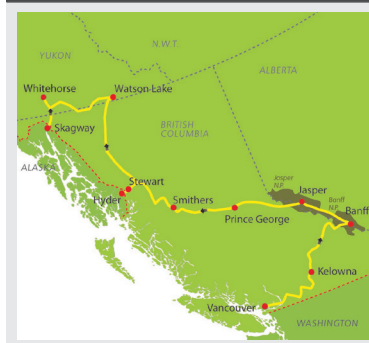 N.W.T.
YUKON
ALBERTA
Whitehorse
Watson Lake
BRITISH
COLUMBIA
Skagway
ALASKA
Stewart
Hyder
Smithers
Prince George
Jasper
N.P.
Jasper
Banff
N.P.
Banff
Kelowna
Vancouver
WASHINGTON